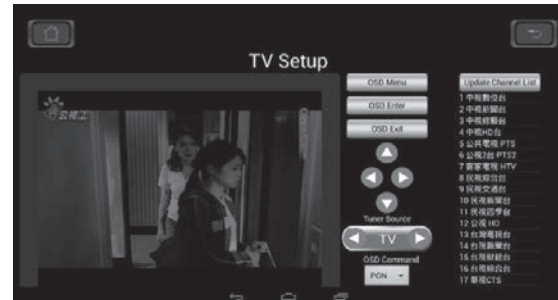 TV Setup
OSD Menu
OSD Enter
OSD Exit
Tuner Source
TV
OSD Command
PON
Update Channel List
1 中視數位台
2 中視新聞台
3 中視綜藝台
4 中視HD台
5 公共電視 PTS
6 公視2台 PTS2
7 客家電視 HTV
8 民視綜合台
9 民視交通台
10 民視新聞台
11 民視四季台
12 公視 HD
13 台灣電視台
14 台視新聞台
15 台視財經台
16 台視綜合台
17 華視CTS